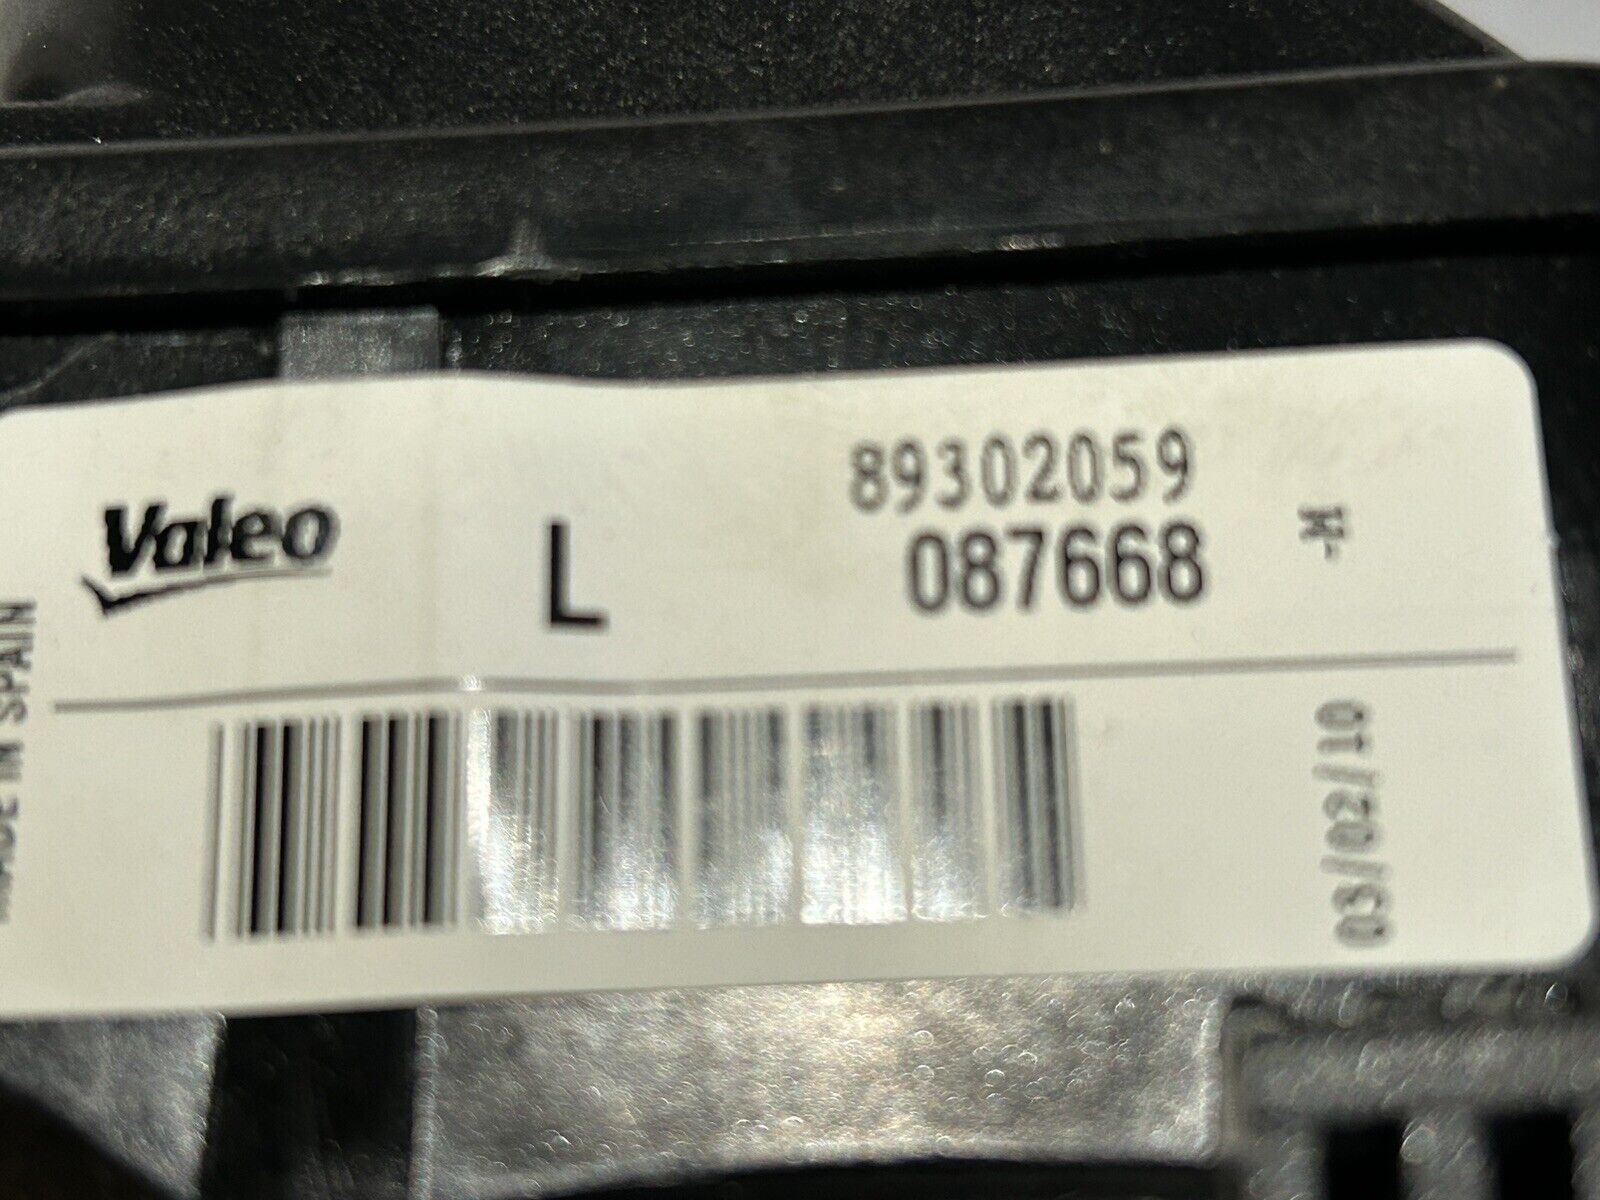 Valeo
L
89302059
087668
-M
MADE IN SPAIN
03/02/10